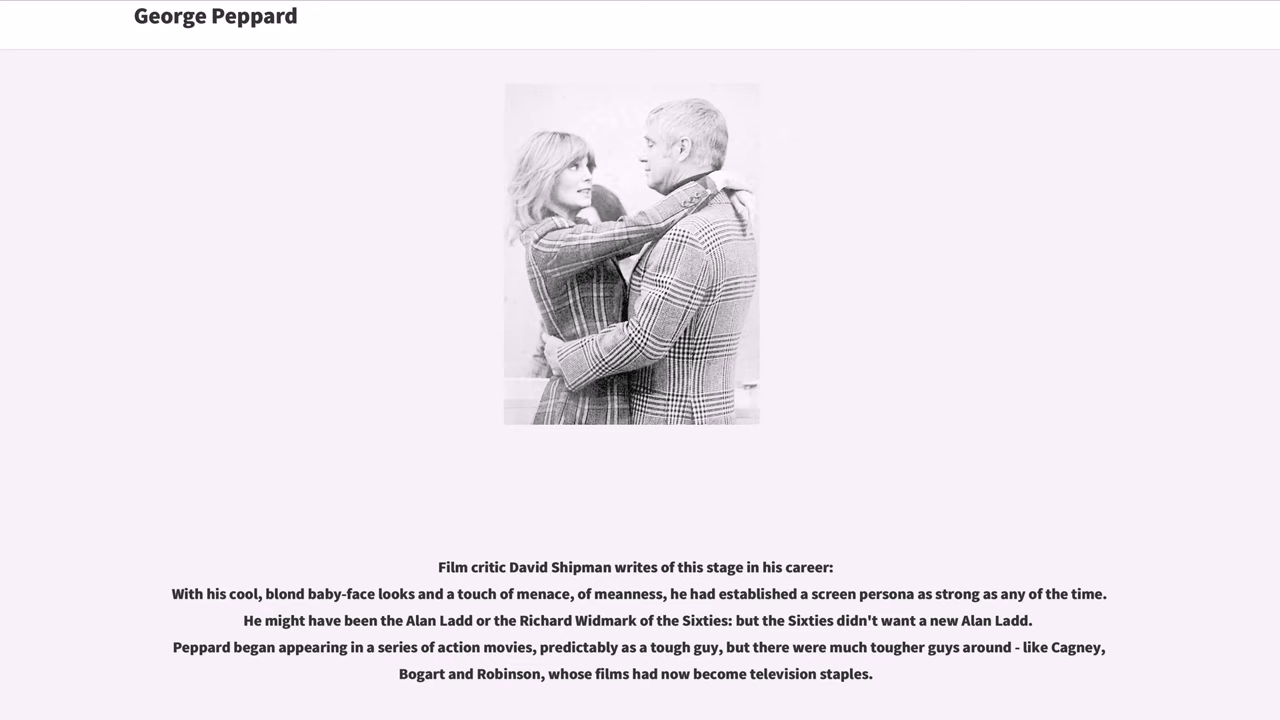 George Peppard
Film critic David Shipman writes of this stage in his career:
With his cool, blond baby-face looks and a touch of menace, of meanness, he had established a screen persona as strong as any of the time.
He might have been the Alan Ladd or the Richard Widmark of the Sixties: but the Sixties didn't want a new Alan Ladd.
Peppard began appearing in a series of action movies, predictably as a tough guy, but there were much tougher guys around - like Cagney,
Bogart and Robinson, whose films had now become television staples.